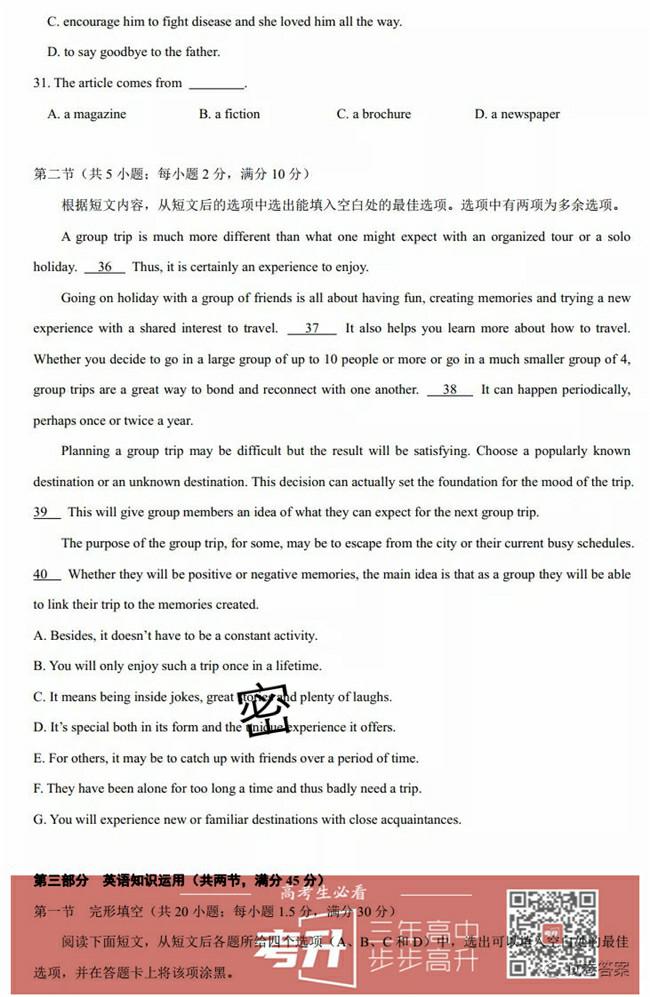 C. encourage him to fight disease and she loved him all the way.
D. to say goodbye to the father.
31. The article comes from ________.
A. a magazine B. a fiction C. a brochure D. a newspaper
第二节（共 5 小题；每小题 2 分，满分 10 分）
根据短文内容，从短文后的选项中选出能填入空白处的最佳选项。选项中有两项为多余选项。
A group trip is much more different than what one might expect with an organized tour or a solo
holiday. __36__ Thus, it is certainly an experience to enjoy.
Going on holiday with a group of friends is all about having fun, creating memories and trying a new
experience with a shared interest to travel. __37__ It also helps you learn more about how to travel.
Whether you decide to go in a large group of up to 10 people or more or go in a much smaller group of 4,
group trips are a great way to bond and reconnect with one another. __38__ It can happen periodically,
perhaps once or twice a year.
Planning a group trip may be difficult but the result will be satisfying. Choose a popularly known
destination or an unknown destination. This decision can actually set the foundation for the mood of the trip.
39__ This will give group members an idea of what they can expect for the next group trip.
The purpose of the group trip, for some, may be to escape from the city or their current busy schedules.
40__ Whether they will be positive or negative memories, the main idea is that as a group they will be able
to link their trip to the memories created.
A. Besides, it doesn't have to be a constant activity.
B. You will only enjoy such a trip once in a lifetime.
C. It means being inside jokes, great stories and plenty of laughs.
密
D. It's special both in its form and the unique experience it offers.
E. For others, it may be to catch up with friends over a period of time.
F. They have been alone for too long a time and thus badly need a trip.
G. You will experience new or familiar destinations with close acquaintances.
第三部分 英语知识运用（共两节，满分 45 分）
高考生必看
第一节 完形填空（共 20 小题；每小题 1.5 分，满分 30 分）
考升 三年高中
步步高升
阅读下面短文，从短文后各题所给四个选项（A、B、C 和 D）中，选出可以填入空白处的最佳
选项，并在答题卡上将该项涂黑。
试卷答案